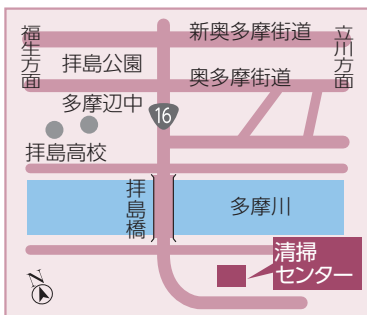 福生方面
新奥多摩街道
立川方面
拝島公園
奥多摩街道
多摩辺中
16
拝島高校
拝島橋
多摩川
清掃
センター
N